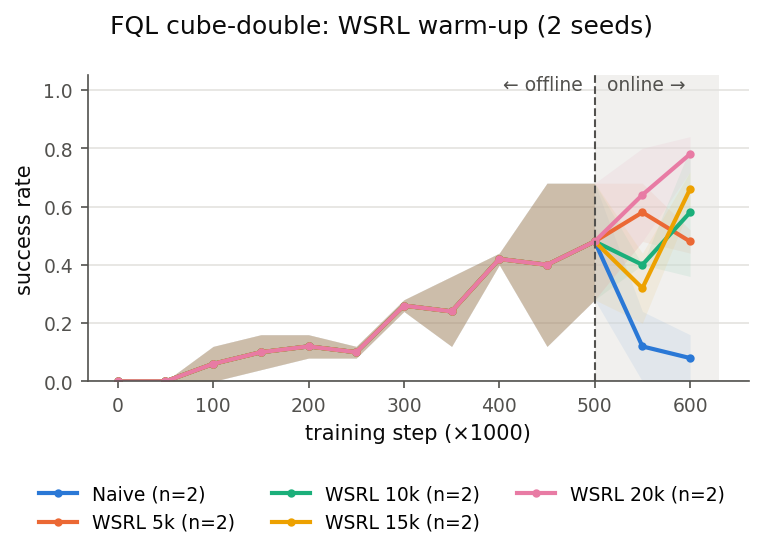 FQL cube-double: WSRL warm-up (2 seeds)
← offline
online →
1.0
0.8
0.6
0.4
0.2
0.0
success rate
0 100 200 300 400 500 600
training step (×1000)
Naive (n=2) WSRL 10k (n=2) WSRL 20k (n=2)
WSRL 5k (n=2) WSRL 15k (n=2)